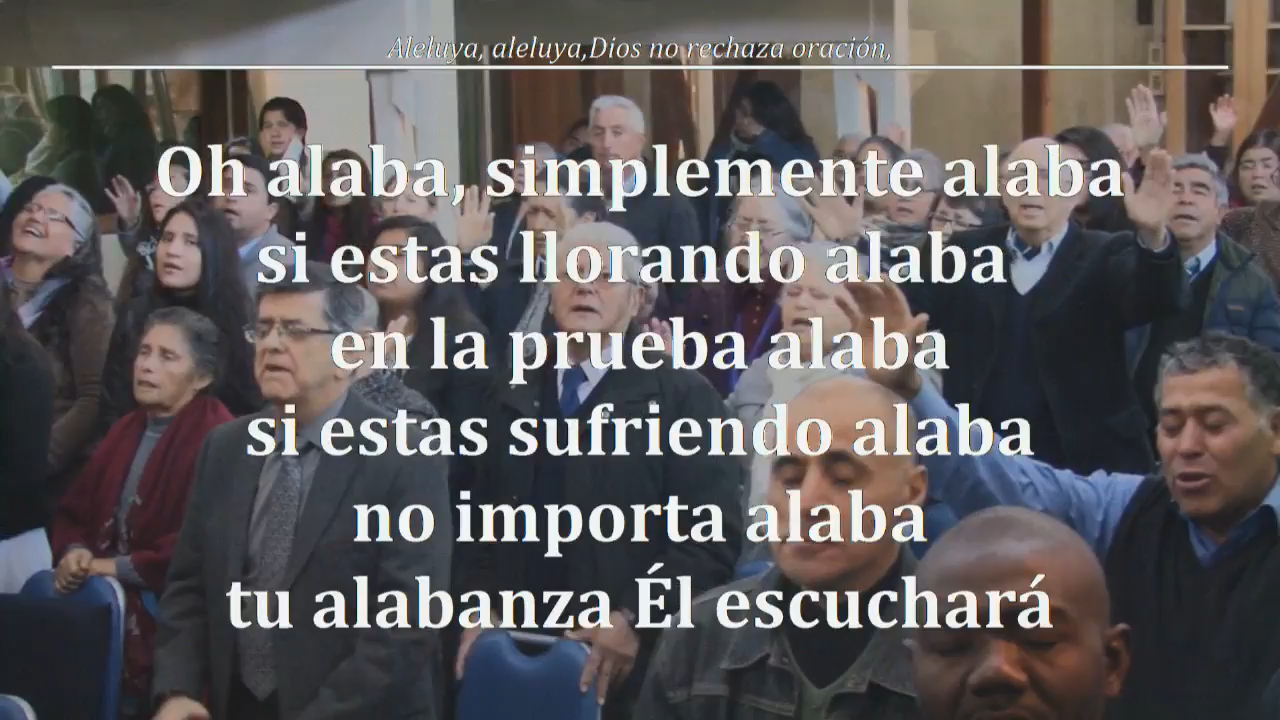 Aleluya, aleluya,Dios no rechaza oración,
Oh alaba, simplemente alaba
si estas llorando alaba
en la prueba alaba
si estas sufriendo alaba
no importa alaba
tu alabanza Él escuchará